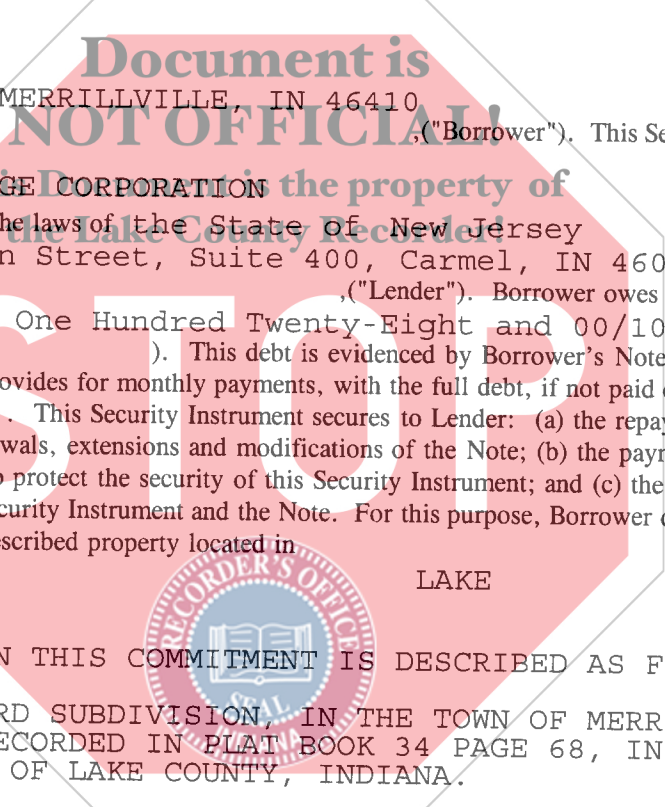 Document is
MERRILLVILLE, IN 46410
NOT OFFICIAL!
,("Borrower"). This Se
GE CORPORATION
is Document is the property of
he laws of the State of New Jersey
the Lake County Recorder!
n Street, Suite 400, Carmel, IN 460
,("Lender"). Borrower owes
One Hundred Twenty-Eight and 00/10
). This debt is evidenced by Borrower's Note
ovides for monthly payments, with the full debt, if not paid
. This Security Instrument secures to Lender: (a) the repay
wals, extensions and modifications of the Note; (b) the paym
STOP
o protect the security of this Security Instrument; and (c) the
curity Instrument and the Note. For this purpose, Borrower
escribed property located in
LAKE
RECORDER'S OFFICE
SEAL
INDIANA
N THIS COMMITMENT IS DESCRIBED AS F
RD SUBDIVISION, IN THE TOWN OF MERR
ECORDED IN PLAT BOOK 34 PAGE 68, IN
OF LAKE COUNTY, INDIANA.